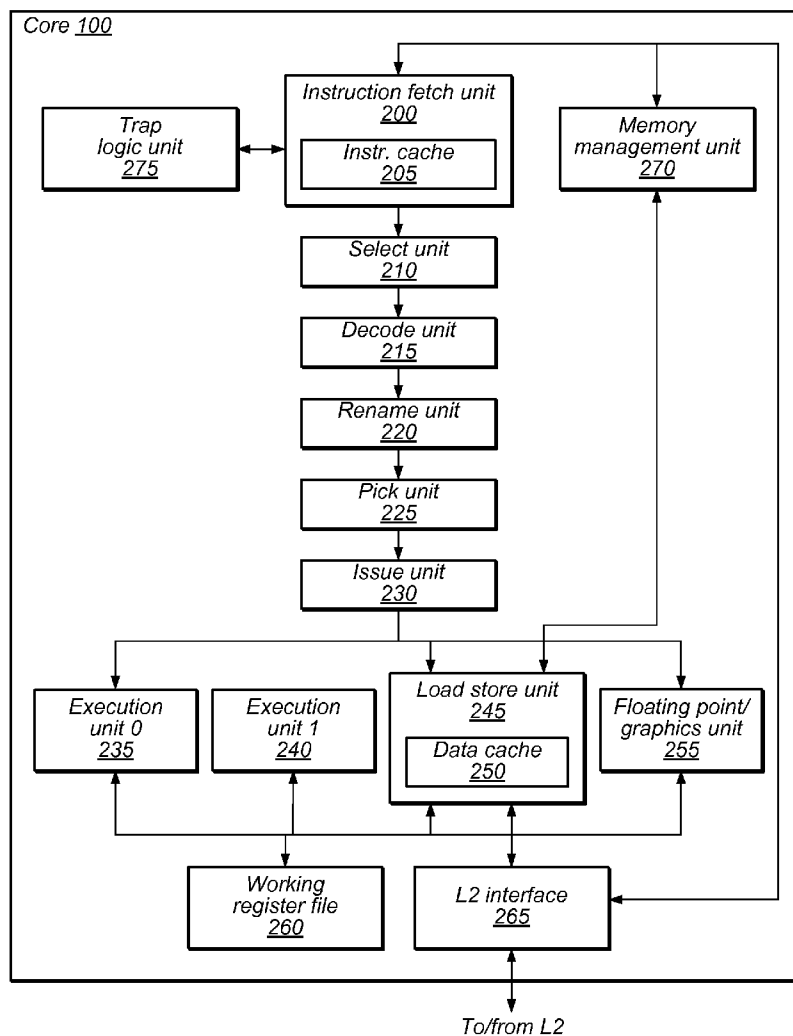 Core 100
Instruction fetch unit
200
Instr. cache
205
Trap
logic unit
275
Memory
management unit
270
Select unit
210
Decode unit
215
Rename unit
220
Pick unit
225
Issue unit
230
Execution
unit 0
235
Execution
unit 1
240
Load store unit
245
Data cache
250
Floating point/
graphics unit
255
Working
register file
260
L2 interface
265
To/from L2